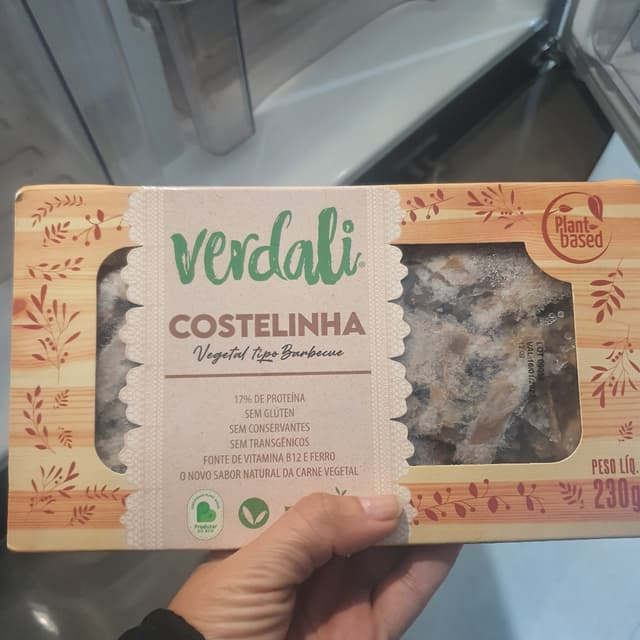 verdali
COSTELINHA
Vegetal tipo Barbecue
17% DE PROTEÍNA
SEM GLÚTEN
SEM CONSERVANTES
SEM TRANSGÊNICOS
FONTE DE VITAMINA B12 E FERRO
O NOVO SABOR NATURAL DA CARNE VEGETAL
Produtor
Plant-
based
PESO LÍQ.
230g